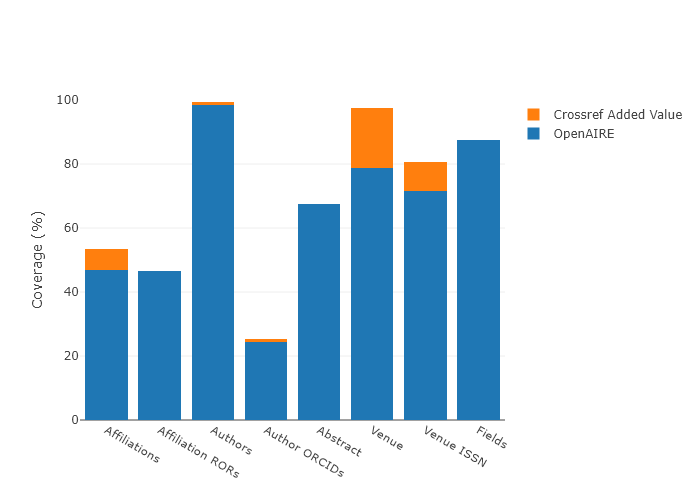 Crossref Added Value
OpenAIRE
Coverage (%)
100
80
60
40
20
0
Affiliations
Affiliation RORs
Authors
Author ORCIDs
Abstract
Venue
Venue ISSN
Fields